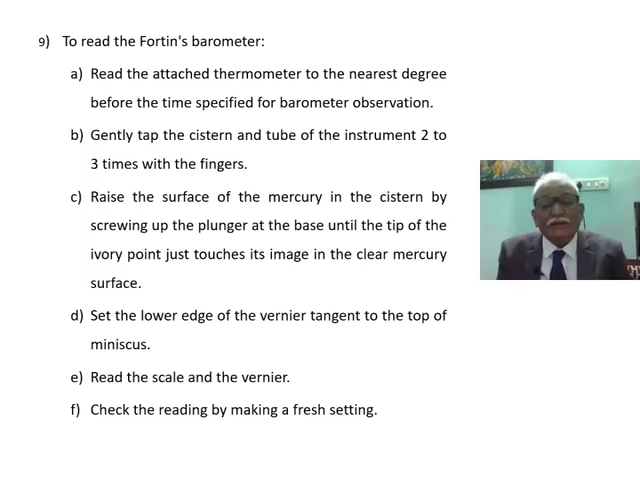 9) To read the Fortin's barometer:
a) Read the attached thermometer to the nearest degree
before the time specified for barometer observation.
b) Gently tap the cistern and tube of the instrument 2 to
3 times with the fingers.
c) Raise the surface of the mercury in the cistern by
screwing up the plunger at the base until the tip of the
ivory point just touches its image in the clear mercury
surface.
d) Set the lower edge of the vernier tangent to the top of
miniscus.
e) Read the scale and the vernier.
f) Check the reading by making a fresh setting.